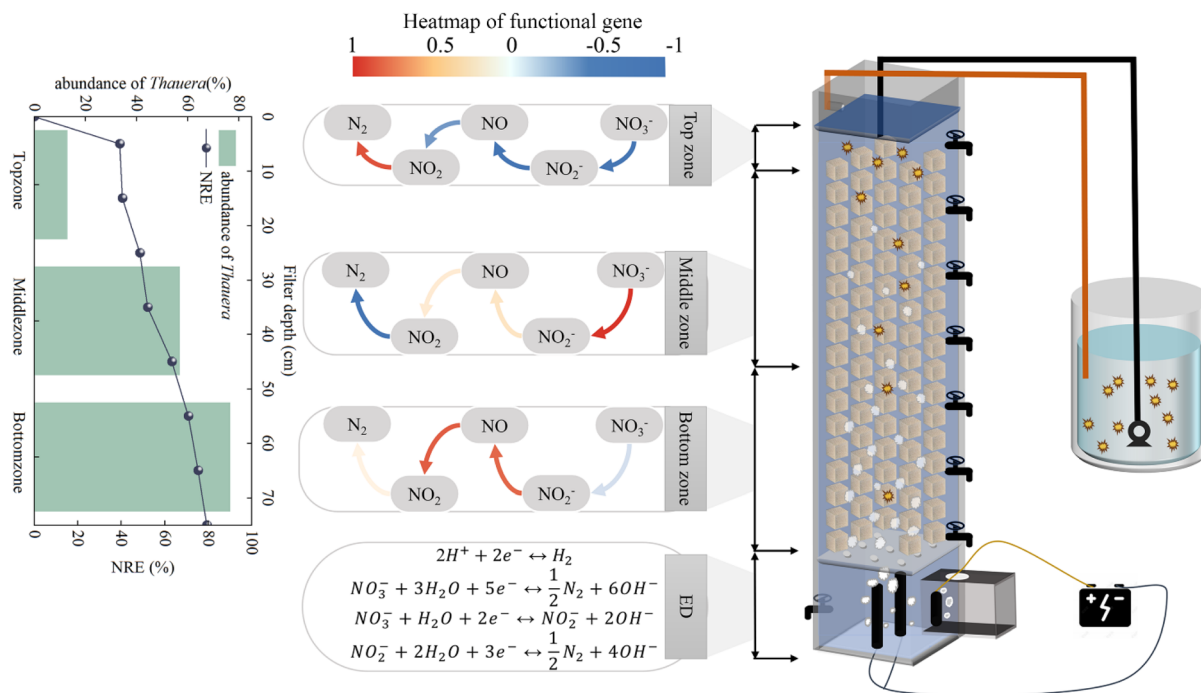 Heatmap of functional gene
1 0.5 0 -0.5 -1
abundance of Thauera(%)
0 20 40 60 80
NRE
abundance of Thauera
0
10
20
30
40
50
60
70
Filter depth (cm)
Topzone
Middlezone
Bottomzone
0 20 40 60 80 100
NRE (%)
N₂ NO NO₃⁻
NO₂ NO₂⁻
Top zone
N₂ NO NO₃⁻
NO₂ NO₂⁻
Middle zone
N₂ NO NO₃⁻
NO₂ NO₂⁻
Bottom zone
2H⁺ + 2e⁻ ↔ H₂
NO₃⁻ + 3H₂O + 5e⁻ ↔ 1/2 N₂ + 6OH⁻
NO₃⁻ + H₂O + 2e⁻ ↔ NO₂⁻ + 2OH⁻
NO₂⁻ + 2H₂O + 3e⁻ ↔ 1/2 N₂ + 4OH⁻
ED
+ -